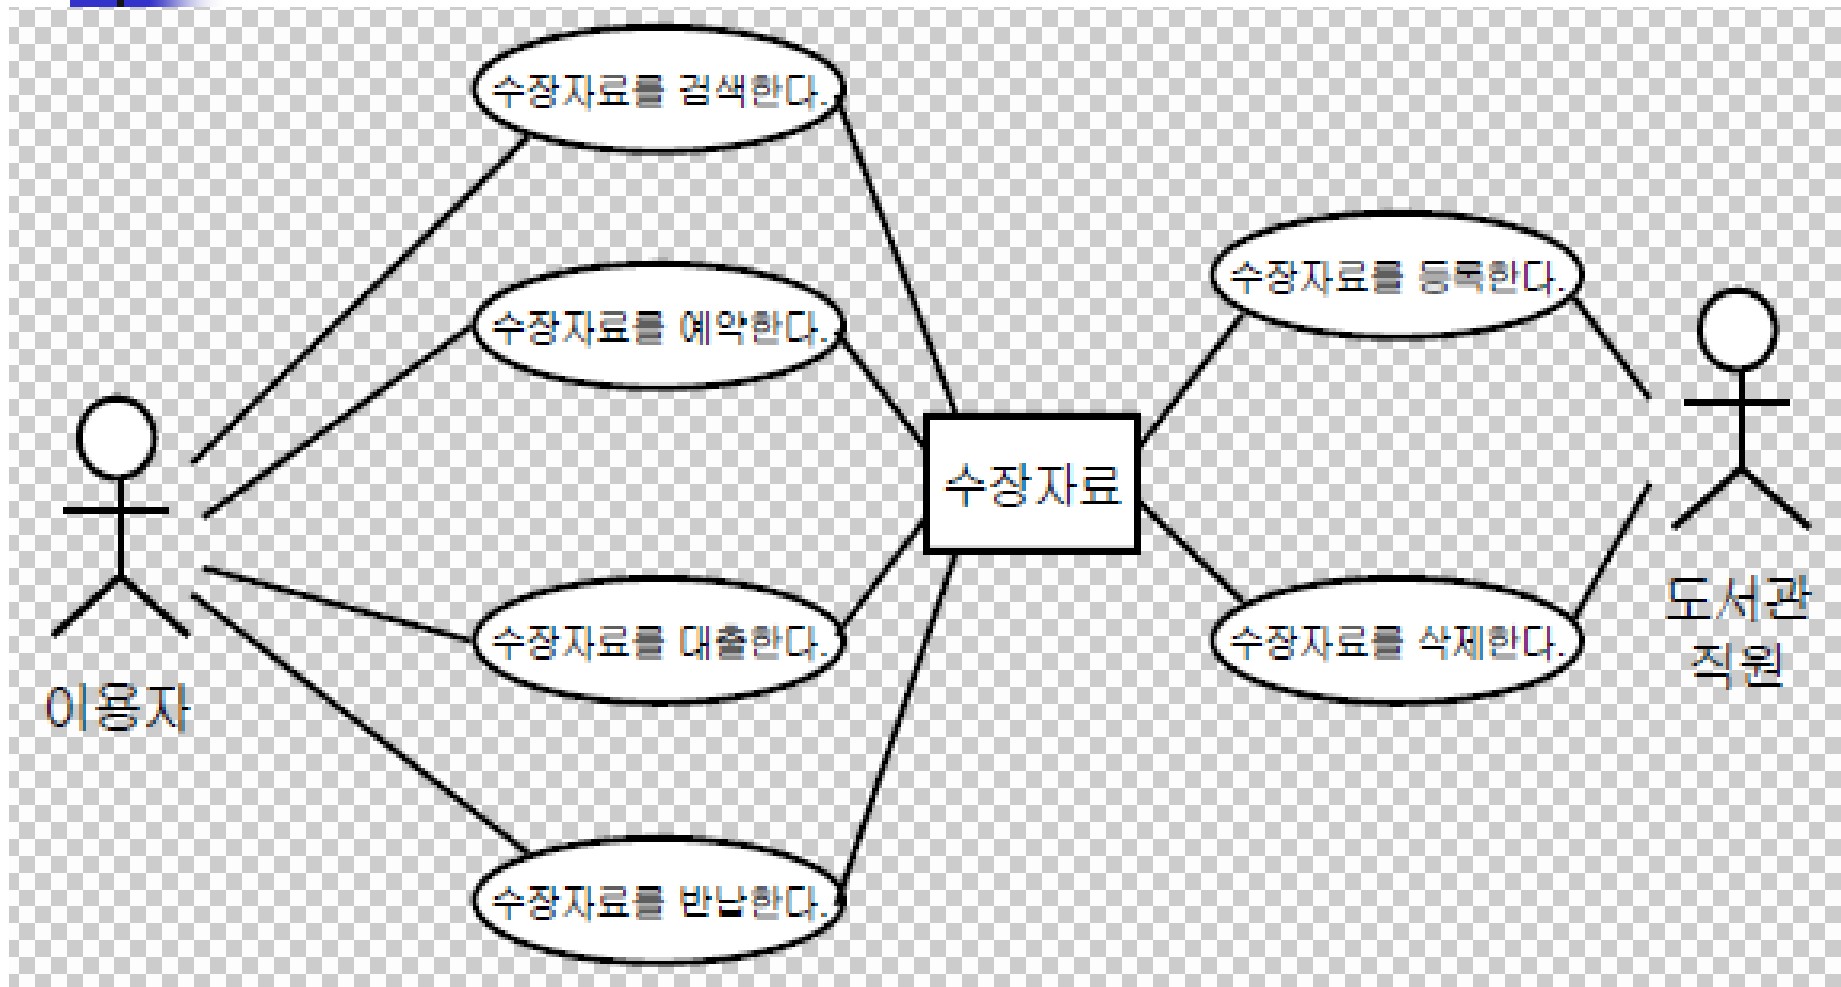 수장자료를 검색한다.
수장자료를 예약한다.
수장자료를 대출한다.
수장자료를 반납한다.
이용자
수장자료
수장자료를 등록한다.
수장자료를 삭제한다.
도서관
직원